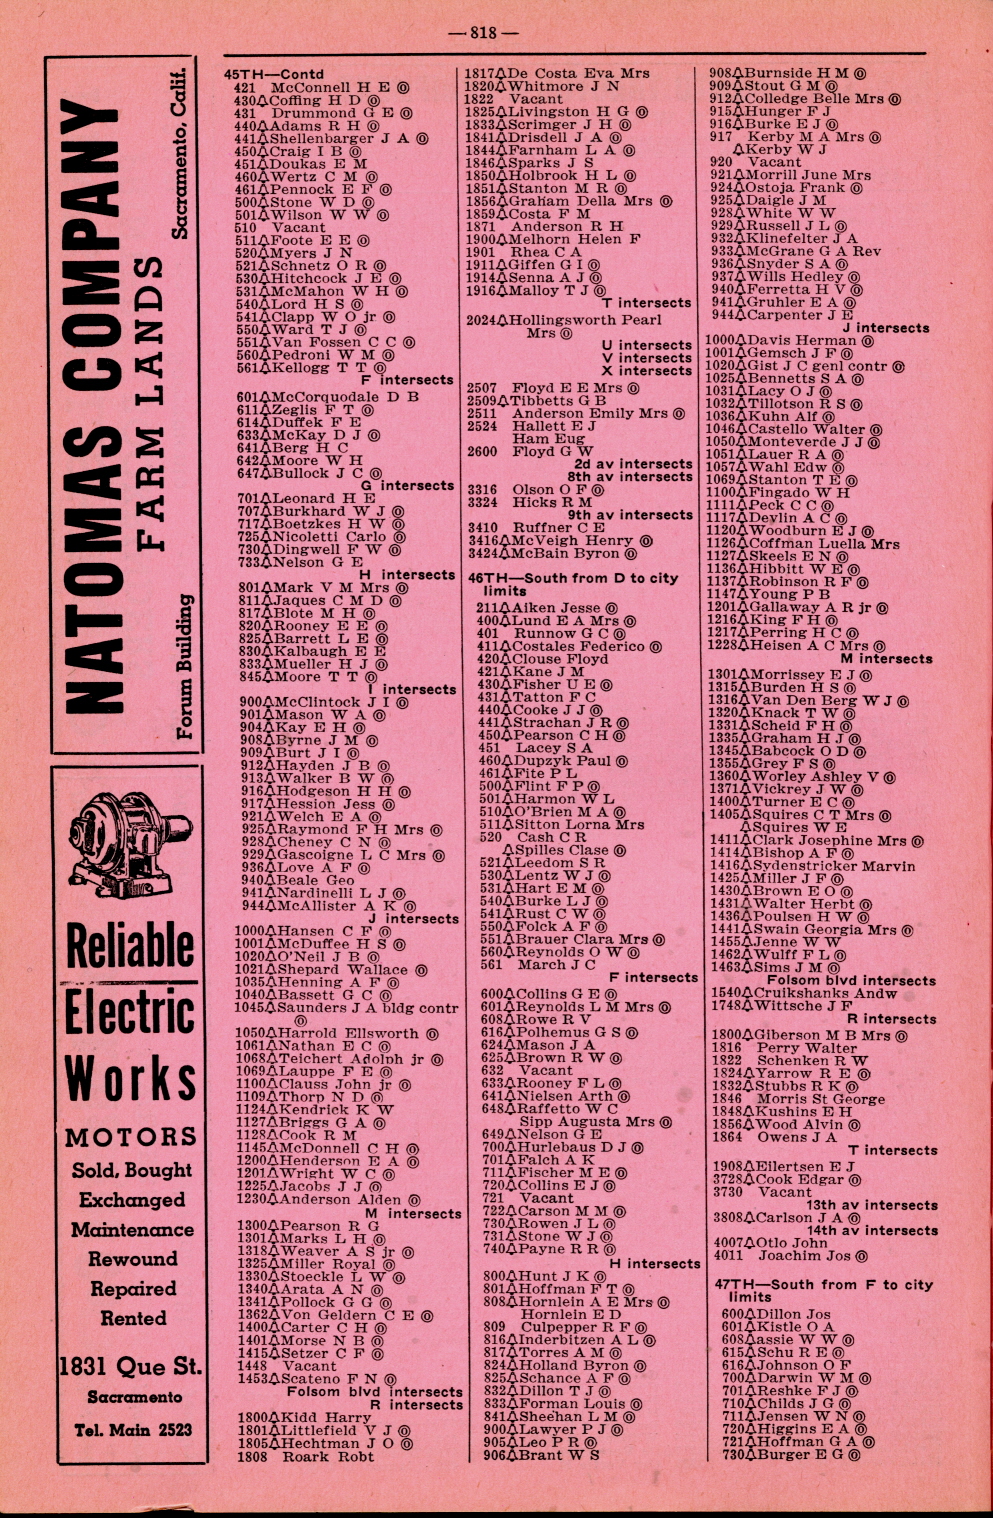 — 818 —
NATOMAS COMPANY
FARM LANDS
Forum Building
Sacramento, Calif.
Reliable
Electric
Works
MOTORS
Sold, Bought
Exchanged
Maintenance
Rewound
Repaired
Rented
1831 Que St.
Sacramento
Tel. Main 2523
45TH—Contd
421 McConnell H E ◎
430△Coffing H D ◎
431 Drummond G E ◎
440△Adams R H ◎
441△Shellenbarger J A ◎
450△Craig I B ◎
451△Doukas E M
460△Wertz C M ◎
461△Pennock E F ◎
500△Stone W D ◎
501△Wilson W W ◎
510 Vacant
511△Foote E E ◎
520△Myers J N
521△Schnetz O R ◎
530△Hitchcock J E ◎
531△McMahon W H ◎
540△Lord H S ◎
541△Clapp W O jr ◎
550△Ward T J ◎
551△Van Fossen C C ◎
560△Pedroni W M ◎
561△Kellogg T T ◎
F intersects
601△McCorquodale D B
611△Zeglis F T ◎
614△Duffek F E
633△McKay D J ◎
641△Berg H C
642△Moore W H
647△Bullock J C ◎
G intersects
701△Leonard H E
707△Burkhard W J ◎
717△Boetzkes H W ◎
725△Nicoletti Carlo ◎
730△Dingwell F W ◎
733△Nelson G E
H intersects
801△Mark V M Mrs ◎
811△Jaques C M D ◎
817△Blote M H ◎
820△Rooney E E ◎
825△Barrett L E ◎
830△Kalbaugh E E
833△Mueller H J ◎
845△Moore T T ◎
I intersects
900△McClintock J I ◎
901△Mason W A ◎
904△Kay E H ◎
908△Byrne J M ◎
909△Burt J I ◎
912△Hayden J B ◎
913△Walker B W ◎
916△Hodgeson H H ◎
917△Hession Jess ◎
921△Welch E A ◎
925△Raymond F H Mrs ◎
928△Cheney C N ◎
929△Gascoigne L C Mrs ◎
936△Love A F ◎
940△Beale Geo
941△Nardinelli L J ◎
944△McAllister A K ◎
J intersects
1000△Hansen C F ◎
1001△McDuffee H S ◎
1020△O'Neil J B ◎
1021△Shepard Wallace ◎
1035△Henning A F ◎
1040△Bassett G C ◎
1045△Saunders J A bldg contr
◎
1050△Harrold Ellsworth ◎
1061△Nathan E C ◎
1068△Teichert Adolph jr ◎
1069△Lauppe F E ◎
1100△Clauss John jr ◎
1109△Thorp N D ◎
1124△Kendrick K W
1127△Briggs G A ◎
1128△Cook R M
1145△McDonnell C H ◎
1200△Henderson E A ◎
1201△Wright W C ◎
1225△Jacobs J J ◎
1230△Anderson Alden ◎
M intersects
1300△Pearson R G
1301△Marks L H ◎
1318△Weaver A S jr ◎
1325△Miller Royal ◎
1330△Stoeckle L W ◎
1340△Arata A N ◎
1341△Pollock G G ◎
1362△Von Geldern C E ◎
1400△Carter C H ◎
1401△Morse N B ◎
1415△Setzer C F ◎
1448 Vacant
1453△Scateno F N ◎
Folsom blvd intersects
R intersects
1800△Kidd Harry
1801△Littlefield V J ◎
1805△Hechtman J O ◎
1808 Roark Robt
1817△De Costa Eva Mrs
1820△Whitmore J N
1822 Vacant
1825△Livingston H G ◎
1833△Scrimger J H ◎
1841△Drisdell J A ◎
1844△Farnham L A ◎
1846△Sparks J S
1850△Holbrook H L ◎
1851△Stanton M R ◎
1856△Graham Della Mrs ◎
1859△Costa F M
1871 Anderson R H
1900△Melhorn Helen F
1901 Rhea C A
1911△Giffen G I ◎
1914△Senna A J ◎
1916△Malloy T J ◎
T intersects
2024△Hollingsworth Pearl
Mrs ◎
U intersects
V intersects
X intersects
2507 Floyd E E Mrs ◎
2509△Tibbetts G B
2511 Anderson Emily Mrs ◎
2524 Hallett E J
Ham Eug
2600 Floyd G W
2d av intersects
8th av intersects
3316 Olson O F ◎
3324 Hicks R M
9th av intersects
3410 Ruffner C E
3416△McVeigh Henry ◎
3424△McBain Byron ◎
46TH—South from D to city
limits
211△Aiken Jesse ◎
400△Lund E A Mrs ◎
401 Runnow G C ◎
411△Costales Federico ◎
420△Clouse Floyd
421△Kane J M
430△Fisher U E ◎
431△Tatton F C
440△Cooke J J ◎
441△Strachan J R ◎
450△Pearson C H ◎
451 Lacey S A
460△Dupzyk Paul ◎
461△Fite P L
500△Flint F P ◎
501△Harmon W L
510△O'Brien M A ◎
511△Sitton Lorna Mrs
520 Cash C R
△Spilles Clase ◎
521△Leedom S R
530△Lentz W J ◎
531△Hart E M ◎
540△Burke L J ◎
541△Rust C W ◎
550△Folck A F ◎
551△Brauer Clara Mrs ◎
560△Reynolds O W ◎
561 March J C
F intersects
600△Collins G E ◎
601△Reynolds L M Mrs ◎
608△Rowe R V
616△Polhemus G S ◎
624△Mason J A
625△Brown R W ◎
632 Vacant
633△Rooney F L ◎
641△Nielsen Arth ◎
648△Raffetto W C
Sipp Augusta Mrs ◎
649△Nelson G E
700△Hurlebaus D J ◎
701△Falch A K
711△Fischer M E ◎
720△Collins E J ◎
721 Vacant
722△Carson M M ◎
730△Rowen J L ◎
731△Stone W J ◎
740△Payne R R ◎
H intersects
800△Hunt J K ◎
801△Hoffman F T ◎
808△Hornlein A E Mrs ◎
Hornlein E D
809 Culpepper R F ◎
816△Inderbitzen A L ◎
817△Torres A M ◎
824△Holland Byron ◎
825△Schance A F ◎
832△Dillon T J ◎
833△Forman Louis ◎
841△Sheehan L M ◎
900△Lawyer P J ◎
905△Leo P R ◎
906△Brant W S
908△Burnside H M ◎
909△Stout G M ◎
912△Colledge Belle Mrs ◎
915△Hunger F J
916△Burke E J ◎
917 Kerby M A Mrs ◎
△Kerby W J
920 Vacant
921△Morrill June Mrs
924△Ostoja Frank ◎
925△Daigle J M
928△White W W
929△Russell J L ◎
932△Klinefelter J A
933△McGrane G A Rev
936△Snyder S A ◎
937△Wills Hedley ◎
940△Ferretta H V ◎
941△Gruhler E A ◎
944△Carpenter J E
J intersects
1000△Davis Herman ◎
1001△Gemsch J F ◎
1020△Gist J C genl contr ◎
1025△Bennetts S A ◎
1031△Lacy O J ◎
1032△Tillotson R S ◎
1036△Kuhn Alf ◎
1046△Castello Walter ◎
1050△Monteverde J J ◎
1051△Lauer R A ◎
1057△Wahl Edw ◎
1069△Stanton T E ◎
1100△Fingado W H
1111△Peck C C ◎
1117△Devlin A C ◎
1120△Woodburn E J ◎
1126△Coffman Luella Mrs
1127△Skeels E N ◎
1136△Hibbitt W E ◎
1137△Robinson R F ◎
1147△Young P B
1201△Gallaway A R jr ◎
1216△King F H ◎
1217△Perring H C ◎
1228△Heisen A C Mrs ◎
M intersects
1301△Morrissey E J ◎
1315△Burden H S ◎
1316△Van Den Berg W J ◎
1320△Knack T W ◎
1331△Scheid F H ◎
1335△Graham H J ◎
1345△Babcock O D ◎
1355△Grey F S ◎
1360△Worley Ashley V ◎
1371△Vickrey J W ◎
1400△Turner E C ◎
1405△Squires C T Mrs ◎
△Squires W E
1411△Clark Josephine Mrs ◎
1414△Bishop A F ◎
1416△Sydenstricker Marvin
1425△Miller J F ◎
1430△Brown E O ◎
1431△Walter Herbt ◎
1436△Poulsen H W ◎
1441△Swain Georgia Mrs ◎
1455△Jenne W W
1462△Wulff F L ◎
1463△Sims J M ◎
Folsom blvd intersects
1540△Cruikshanks Andw
1748△Wittsche J F
R intersects
1800△Giberson M B Mrs ◎
1816 Perry Walter
1822 Schenken R W
1824△Yarrow R E ◎
1832△Stubbs R K ◎
1846 Morris St George
1848△Kushins E H
1856△Wood Alvin ◎
1864 Owens J A
T intersects
1908△Eilertsen E J
3728△Cook Edgar ◎
3730 Vacant
13th av intersects
3808△Carlson J A ◎
14th av intersects
4007△Otlo John
4011 Joachim Jos ◎
47TH—South from F to city
limits
600△Dillon Jos
601△Kistle O A
608△assie W W ◎
615△Schu R E ◎
616△Johnson O F
700△Darwin W M ◎
701△Reshke F J ◎
710△Childs J G ◎
711△Jensen W N ◎
720△Higgins E A ◎
721△Hoffman G A ◎
730△Burger E G ◎